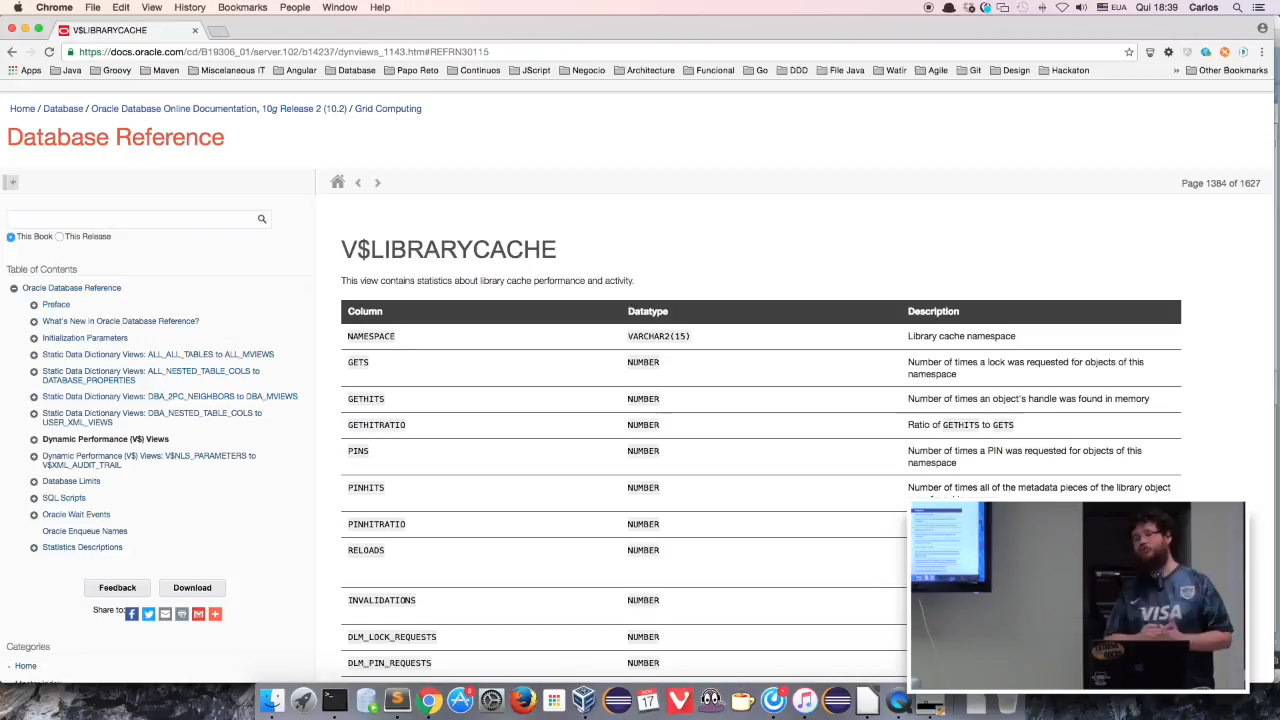 Chrome File Edit View History Bookmarks People Window Help
EUA Qui 18:39 Carlos
V$LIBRARYCACHE
https://docs.oracle.com/cd/B19306_01/server.102/b14237/dynviews_1143.htm#REFRN30115
Apps Java Groovy Maven Miscelaneous IT Angular Database Papo Reto Continuos JScript Negocio Architecture Funcional Go DDD File Java Watir Agile Git Design Hackaton » Other Bookmarks
Home / Database / Oracle Database Online Documentation, 10g Release 2 (10.2) / Grid Computing
Database Reference
Page 1384 of 1627
This Book This Release
Table of Contents
Oracle Database Reference
Preface
What's New in Oracle Database Reference?
Initialization Parameters
Static Data Dictionary Views: ALL_ALL_TABLES to ALL_MVIEWS
Static Data Dictionary Views: ALL_NESTED_TABLE_COLS to
DATABASE_PROPERTIES
Static Data Dictionary Views: DBA_2PC_NEIGHBORS to DBA_MVIEWS
Static Data Dictionary Views: DBA_NESTED_TABLE_COLS to
USER_XML_VIEWS
Dynamic Performance (V$) Views
Dynamic Performance (V$) Views: V$NLS_PARAMETERS to
V$XML_AUDIT_TRAIL
Database Limits
SQL Scripts
Oracle Wait Events
Oracle Enqueue Names
Statistics Descriptions
Feedback Download
Share to:
Categories
Home
V$LIBRARYCACHE
This view contains statistics about library cache performance and activity.
Column Datatype Description
NAMESPACE VARCHAR2(15) Library cache namespace
GETS NUMBER Number of times a lock was requested for objects of this
namespace
GETHITS NUMBER Number of times an object's handle was found in memory
GETHITRATIO NUMBER Ratio of GETHITS to GETS
PINS NUMBER Number of times a PIN was requested for objects of this
namespace
PINHITS NUMBER Number of times all of the metadata pieces of the library object
PINHITRATIO NUMBER
RELOADS NUMBER
INVALIDATIONS NUMBER
DLM_LOCK_REQUESTS NUMBER
DLM_PIN_REQUESTS NUMBER
VISA
NOV
17